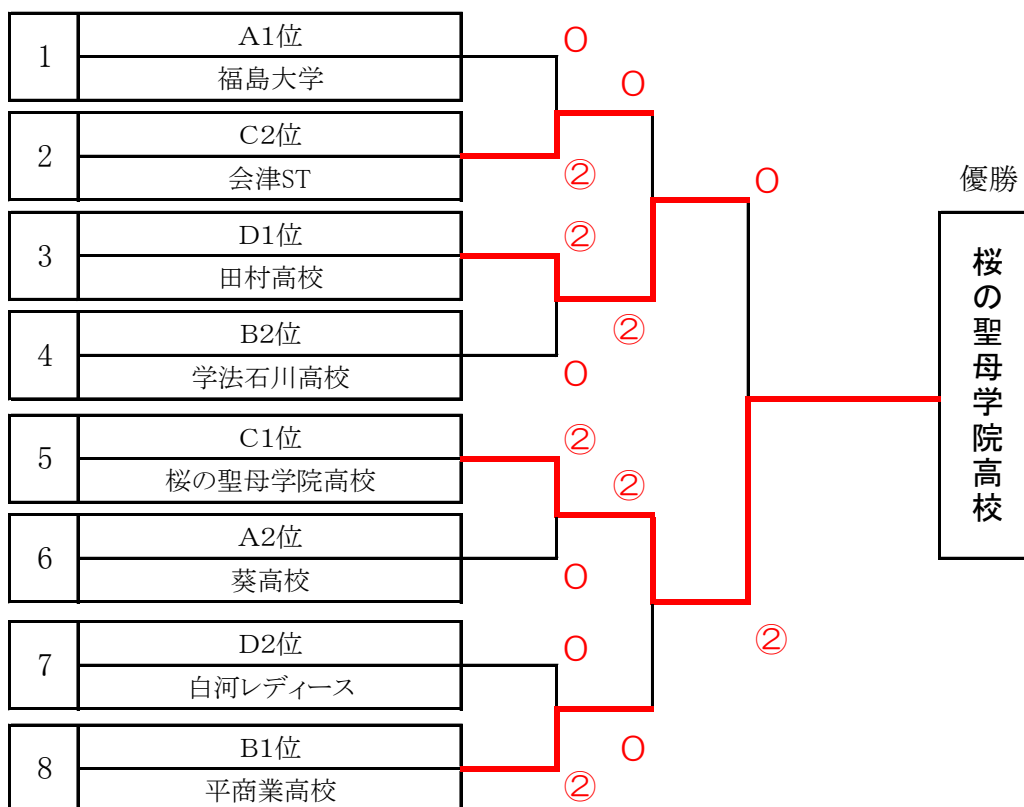 1
A1位
福島大学
0
0
2
C2位
会津ST
②
0
優勝
3
D1位
田村高校
②
②
4
B2位
学法石川高校
0
桜の聖母学院高校
5
C1位
桜の聖母学院高校
②
②
6
A2位
葵高校
0
7
D2位
白河レディース
0
②
8
B1位
平商業高校
0
②